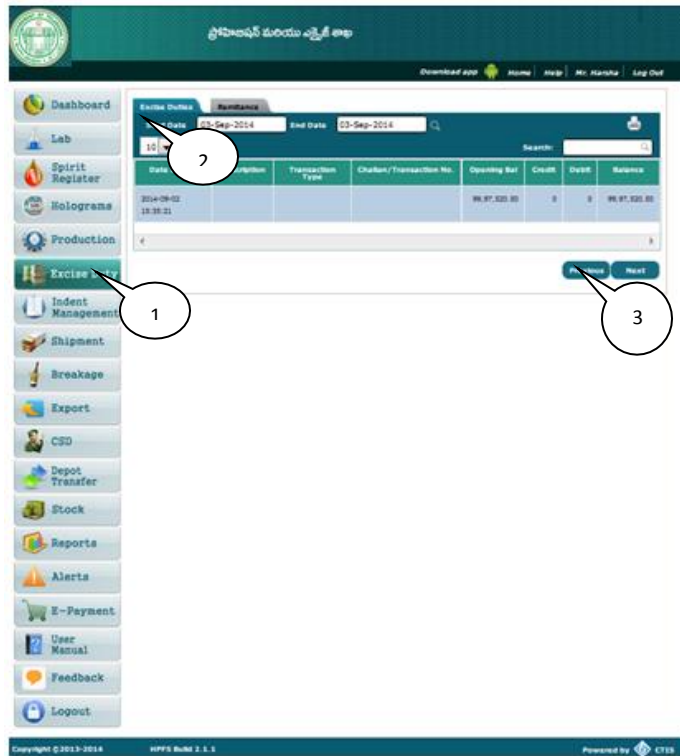 ప్రోహిబిషన్ మరియు ఎక్సైజ్ శాఖ
Download app Home Help Mr. Harsha Log Out
Dashboard
Lab
Spirit
Register
Holograms
Production
Excise Duty
Indent
Management
Shipment
Breakage
Export
CSD
Depot
Transfer
Stock
Reports
Alerts
E-Payment
User
Manual
Feedback
Logout
Excise Duties Remittance
Date 03-Sep-2014 End Date 03-Sep-2014
10 Search:
Date Transaction Type Challan/Transaction No. Opening Bal Credit Debit Balance
2014-09-02 0 0
Previous Next
1
2
3
Copyright ©2013-2014 HPFS Build 2.1.1 Powered by CTIS